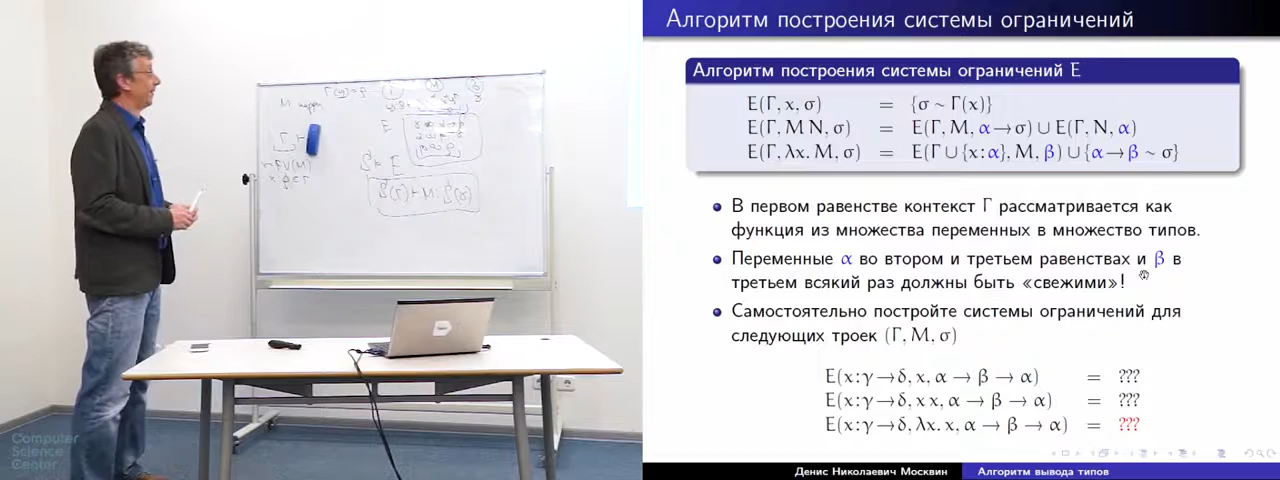 Алгоритм построения системы ограничений
Алгоритм построения системы ограничений E
E(Γ, x, σ) = {σ ~ Γ(x)}
E(Γ, M N, σ) = E(Γ, M, α→σ) ∪ E(Γ, N, α)
E(Γ, λx. M, σ) = E(Γ ∪ {x:α}, M, β) ∪ {α→β ~ σ}
В первом равенстве контекст Γ рассматривается как
функция из множества переменных в множество типов.
Переменные α во втором и третьем равенствах и β в
третьем всякий раз должны быть «свежими»!
Самостоятельно постройте системы ограничений для
следующих троек (Γ, M, σ)
E(x:γ→δ, x, α → β → α) = ???
E(x:γ→δ, x x, α → β → α) = ???
E(x:γ→δ, λx. x, α → β → α) = ???
Денис Николаевич Москвин Алгоритм вывода типов
Computer
Science
Center